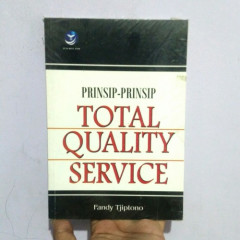 PRINSIP-PRINSIP
TOTAL
QUALITY
SERVICE
Fandy Tjiptono